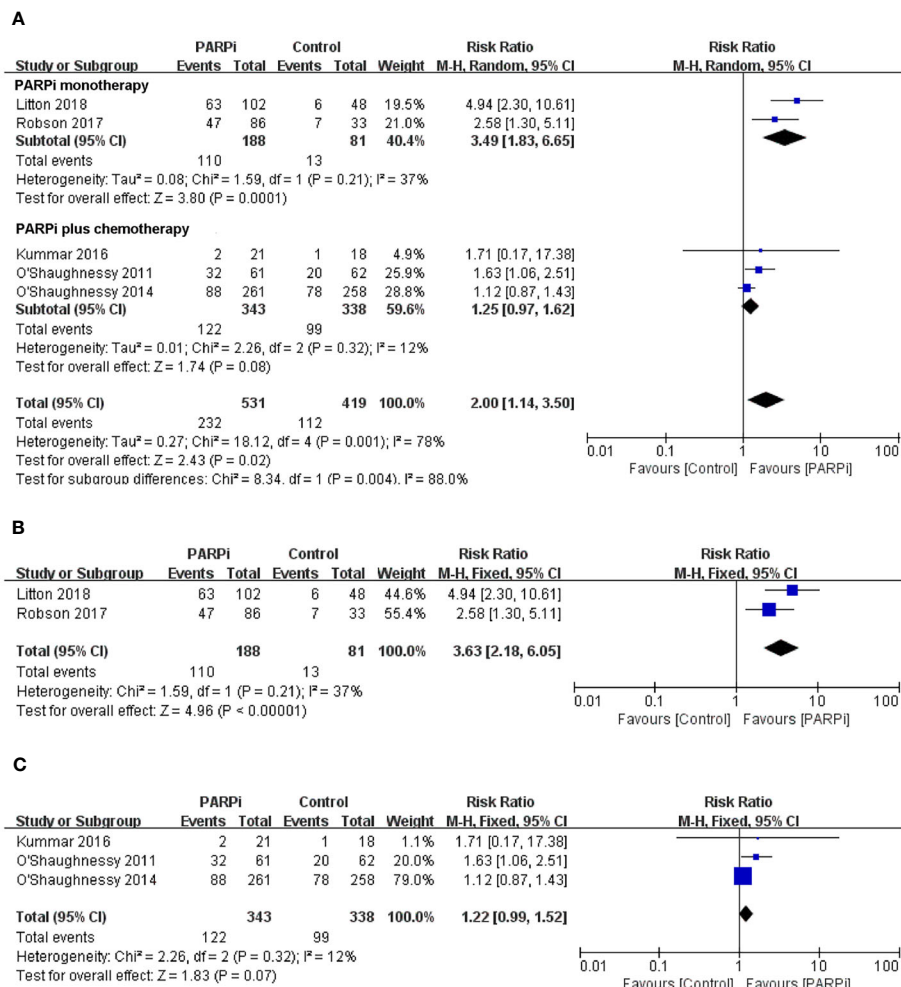 A
PARPi Control Risk Ratio Risk Ratio
Study or Subgroup Events Total Events Total Weight M-H, Random, 95% CI M-H, Random, 95% CI
PARPi monotherapy
Litton 2018 63 102 6 48 19.5% 4.94 [2.30, 10.61]
Robson 2017 47 86 7 33 21.0% 2.58 [1.30, 5.11]
Subtotal (95% CI) 188 81 40.4% 3.49 [1.83, 6.65]
Total events 110 13
Heterogeneity: Tau² = 0.08; Chi² = 1.59, df = 1 (P = 0.21); I² = 37%
Test for overall effect: Z = 3.80 (P = 0.0001)
PARPi plus chemotherapy
Kummar 2016 2 21 1 18 4.9% 1.71 [0.17, 17.38]
O'Shaughnessy 2011 32 61 20 62 25.9% 1.63 [1.06, 2.51]
O'Shaughnessy 2014 88 261 78 258 28.8% 1.12 [0.87, 1.43]
Subtotal (95% CI) 343 338 59.6% 1.25 [0.97, 1.62]
Total events 122 99
Heterogeneity: Tau² = 0.01; Chi² = 2.26, df = 2 (P = 0.32); I² = 12%
Test for overall effect: Z = 1.74 (P = 0.08)
Total (95% CI) 531 419 100.0% 2.00 [1.14, 3.50]
Total events 232 112
Heterogeneity: Tau² = 0.27; Chi² = 18.12, df = 4 (P = 0.001); I² = 78%
Test for overall effect: Z = 2.43 (P = 0.02)
Test for subgroup differences: Chi² = 8.34. df = 1 (P = 0.004). I² = 88.0%
0.01 0.1 1 10 100
Favours [Control] Favours [PARPi]
B
PARPi Control Risk Ratio Risk Ratio
Study or Subgroup Events Total Events Total Weight M-H, Fixed, 95% CI M-H, Fixed, 95% CI
Litton 2018 63 102 6 48 44.6% 4.94 [2.30, 10.61]
Robson 2017 47 86 7 33 55.4% 2.58 [1.30, 5.11]
Total (95% CI) 188 81 100.0% 3.63 [2.18, 6.05]
Total events 110 13
Heterogeneity: Chi² = 1.59, df = 1 (P = 0.21); I² = 37%
Test for overall effect: Z = 4.96 (P < 0.00001)
0.01 0.1 1 10 100
Favours [Control] Favours [PARPi]
C
PARPi Control Risk Ratio Risk Ratio
Study or Subgroup Events Total Events Total Weight M-H, Fixed, 95% CI M-H, Fixed, 95% CI
Kummar 2016 2 21 1 18 1.1% 1.71 [0.17, 17.38]
O'Shaughnessy 2011 32 61 20 62 20.0% 1.63 [1.06, 2.51]
O'Shaughnessy 2014 88 261 78 258 79.0% 1.12 [0.87, 1.43]
Total (95% CI) 343 338 100.0% 1.22 [0.99, 1.52]
Total events 122 99
Heterogeneity: Chi² = 2.26, df = 2 (P = 0.32); I² = 12%
Test for overall effect: Z = 1.83 (P = 0.07)
0.01 0.1 1 10 100
Favours [Control] Favours [PARPi]